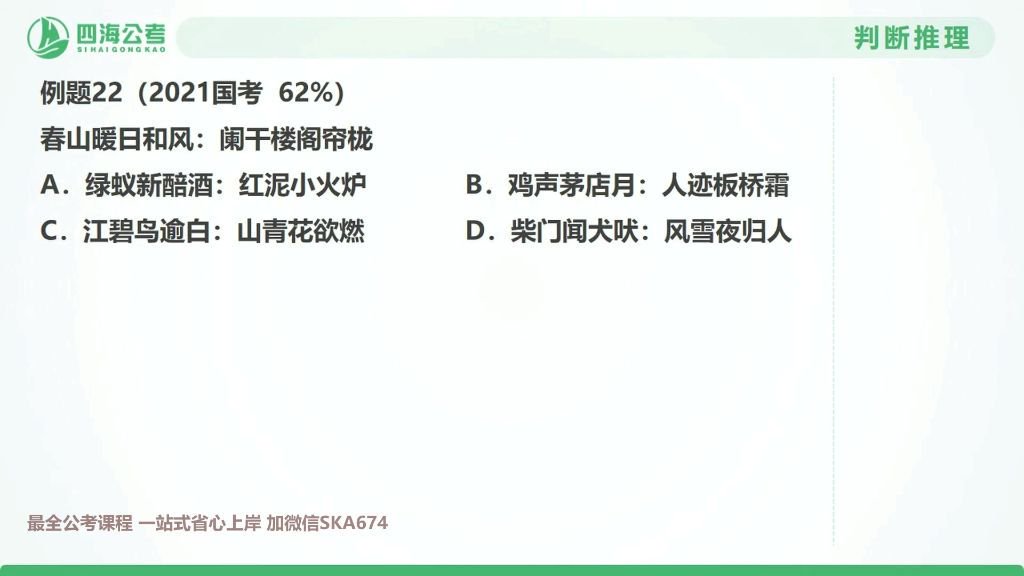 四海公考
SIHAIGONGKAO
判断推理
例题22（2021国考 62%）
春山暖日和风：阑干楼阁帘栊
A．绿蚁新醅酒：红泥小火炉
B．鸡声茅店月：人迹板桥霜
C．江碧鸟逾白：山青花欲燃
D．柴门闻犬吠：风雪夜归人
最全公考课程 一站式省心上岸 加微信SKA674